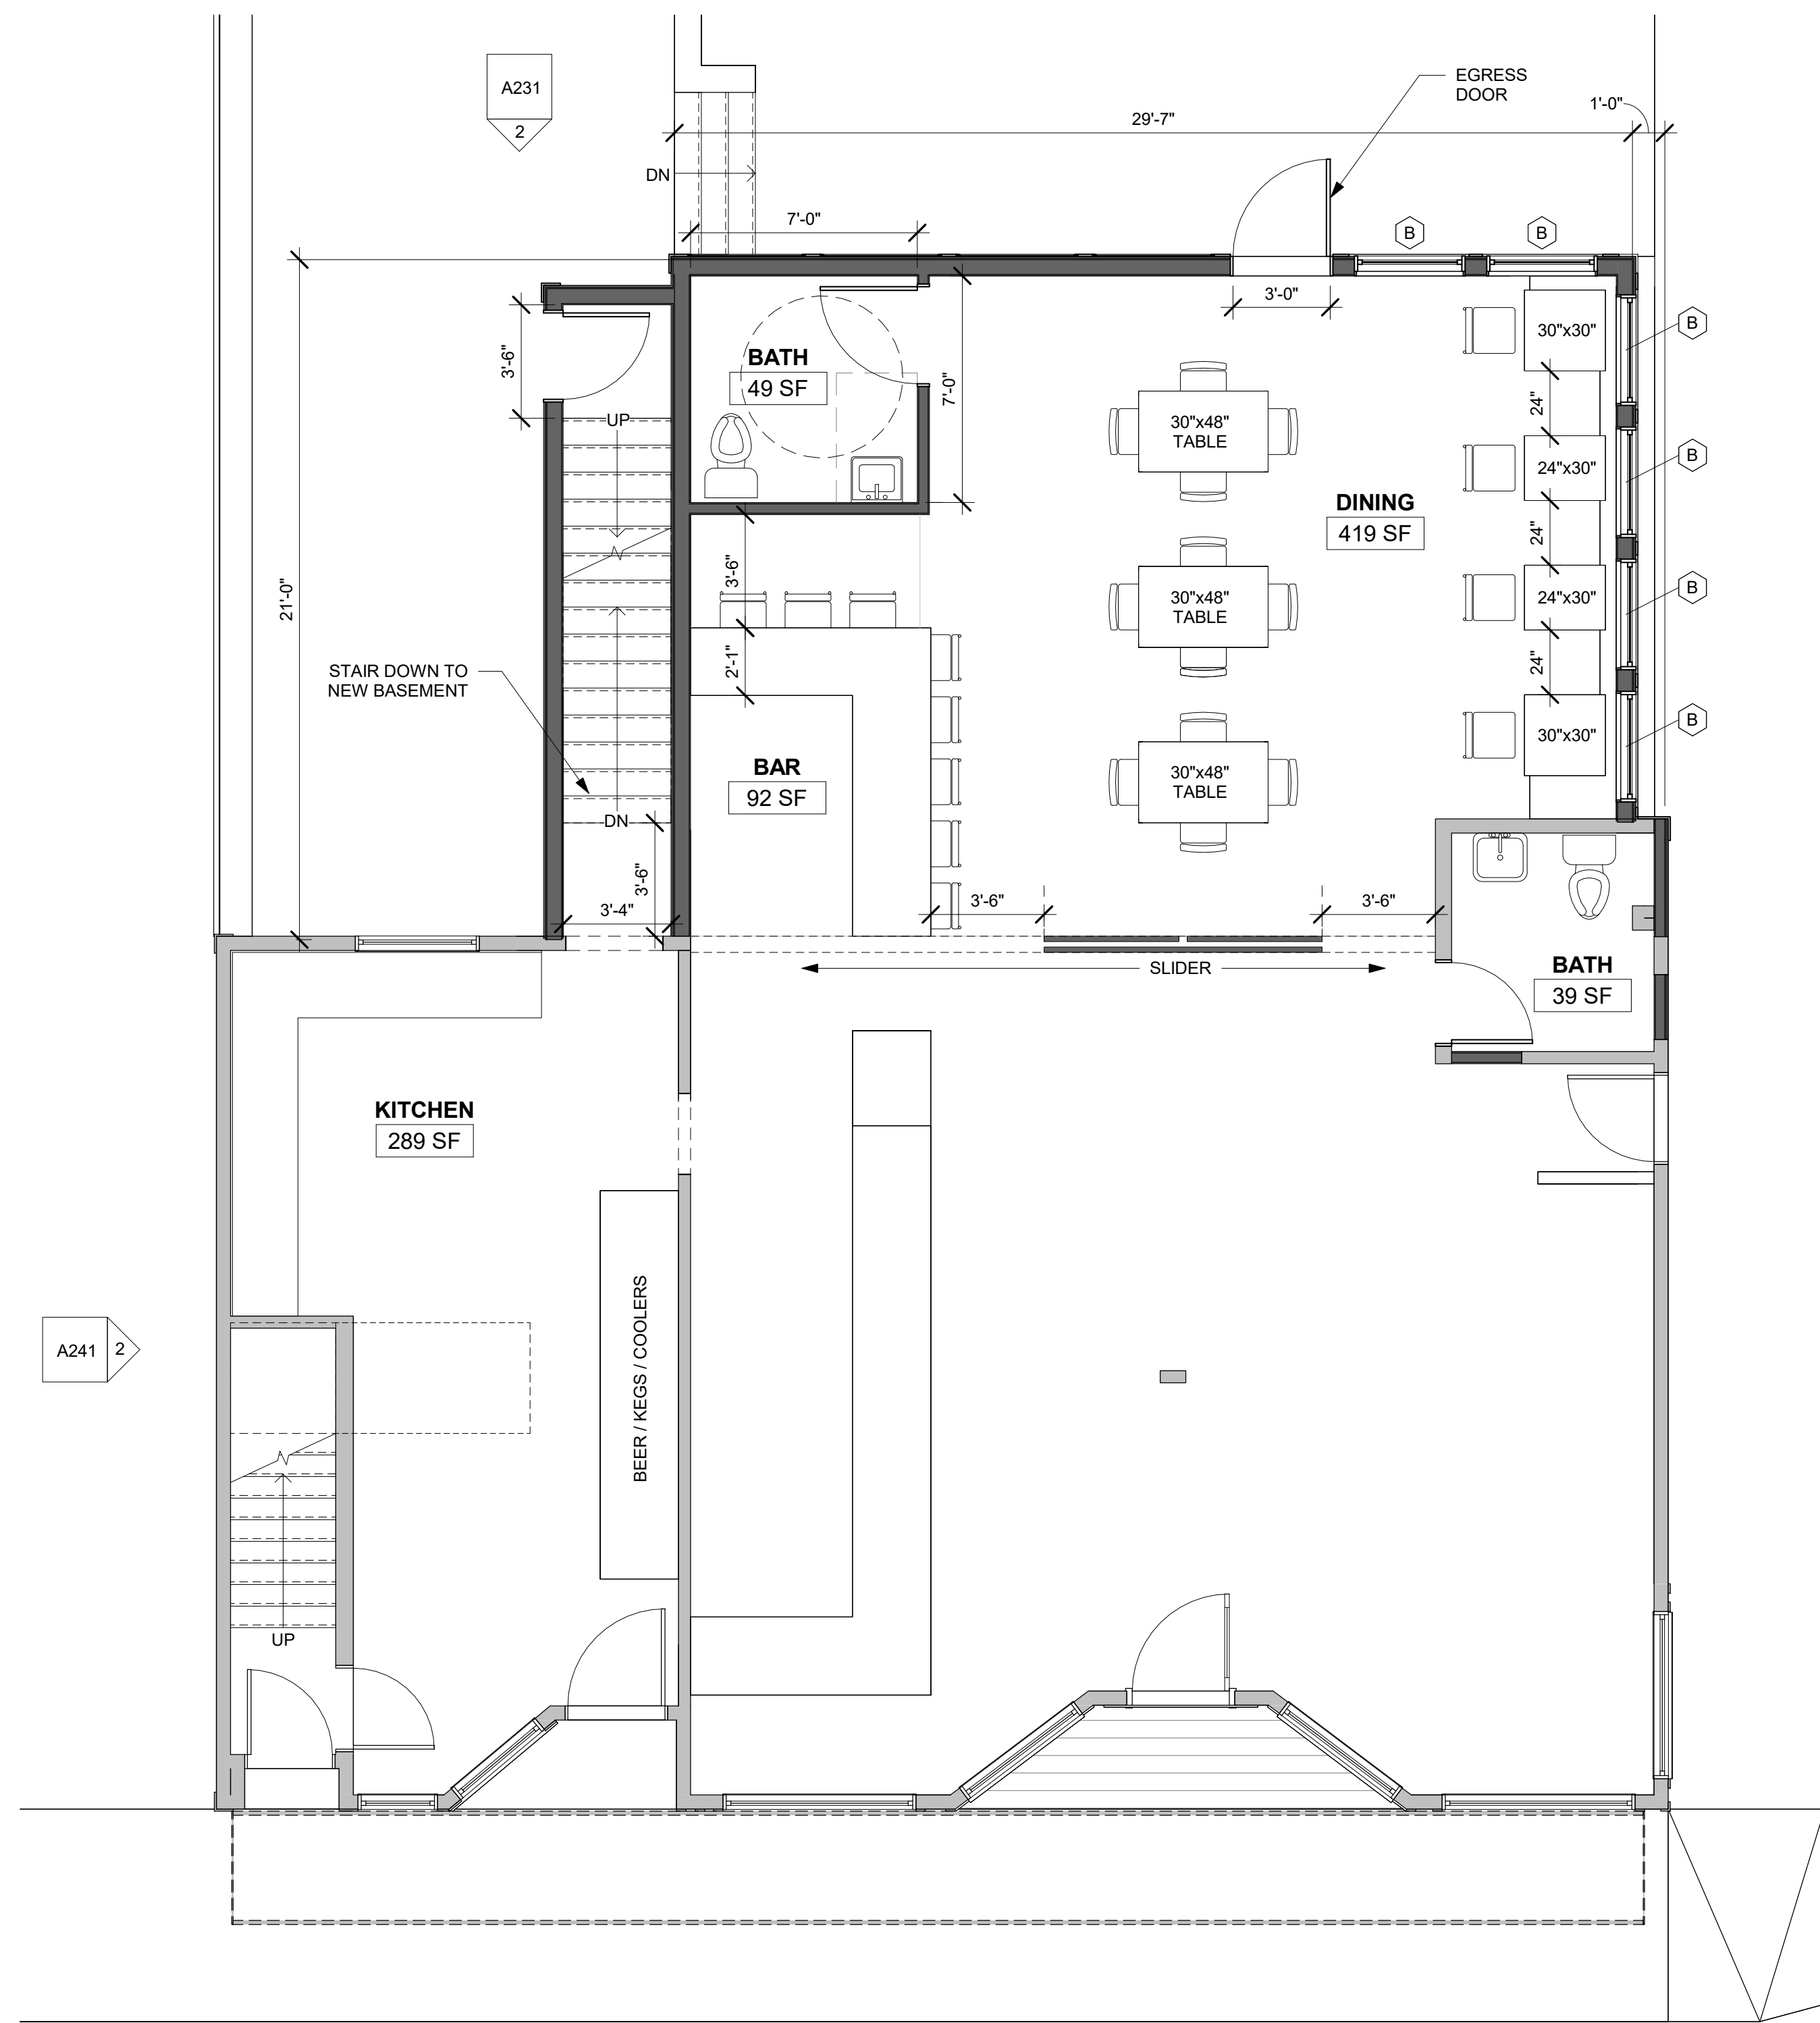 A231
2
EGRESS
DOOR
1'-0"
29'-7"
DN
7'-0"
B
B
3'-0"
30"x30"
B
BATH
49 SF
3'-6"
7'-0"
24"
UP
30"x48"
TABLE
24"x30"
B
DINING
419 SF
24"
3'-6"
21'-0"
30"x48"
TABLE
24"x30"
B
2'-1"
24"
STAIR DOWN TO
NEW BASEMENT
30"x30"
B
BAR
92 SF
30"x48"
TABLE
DN
3'-6"
3'-4"
3'-6"
3'-6"
SLIDER
BATH
39 SF
KITCHEN
289 SF
BEER / KEGS / COOLERS
A241
2
UP